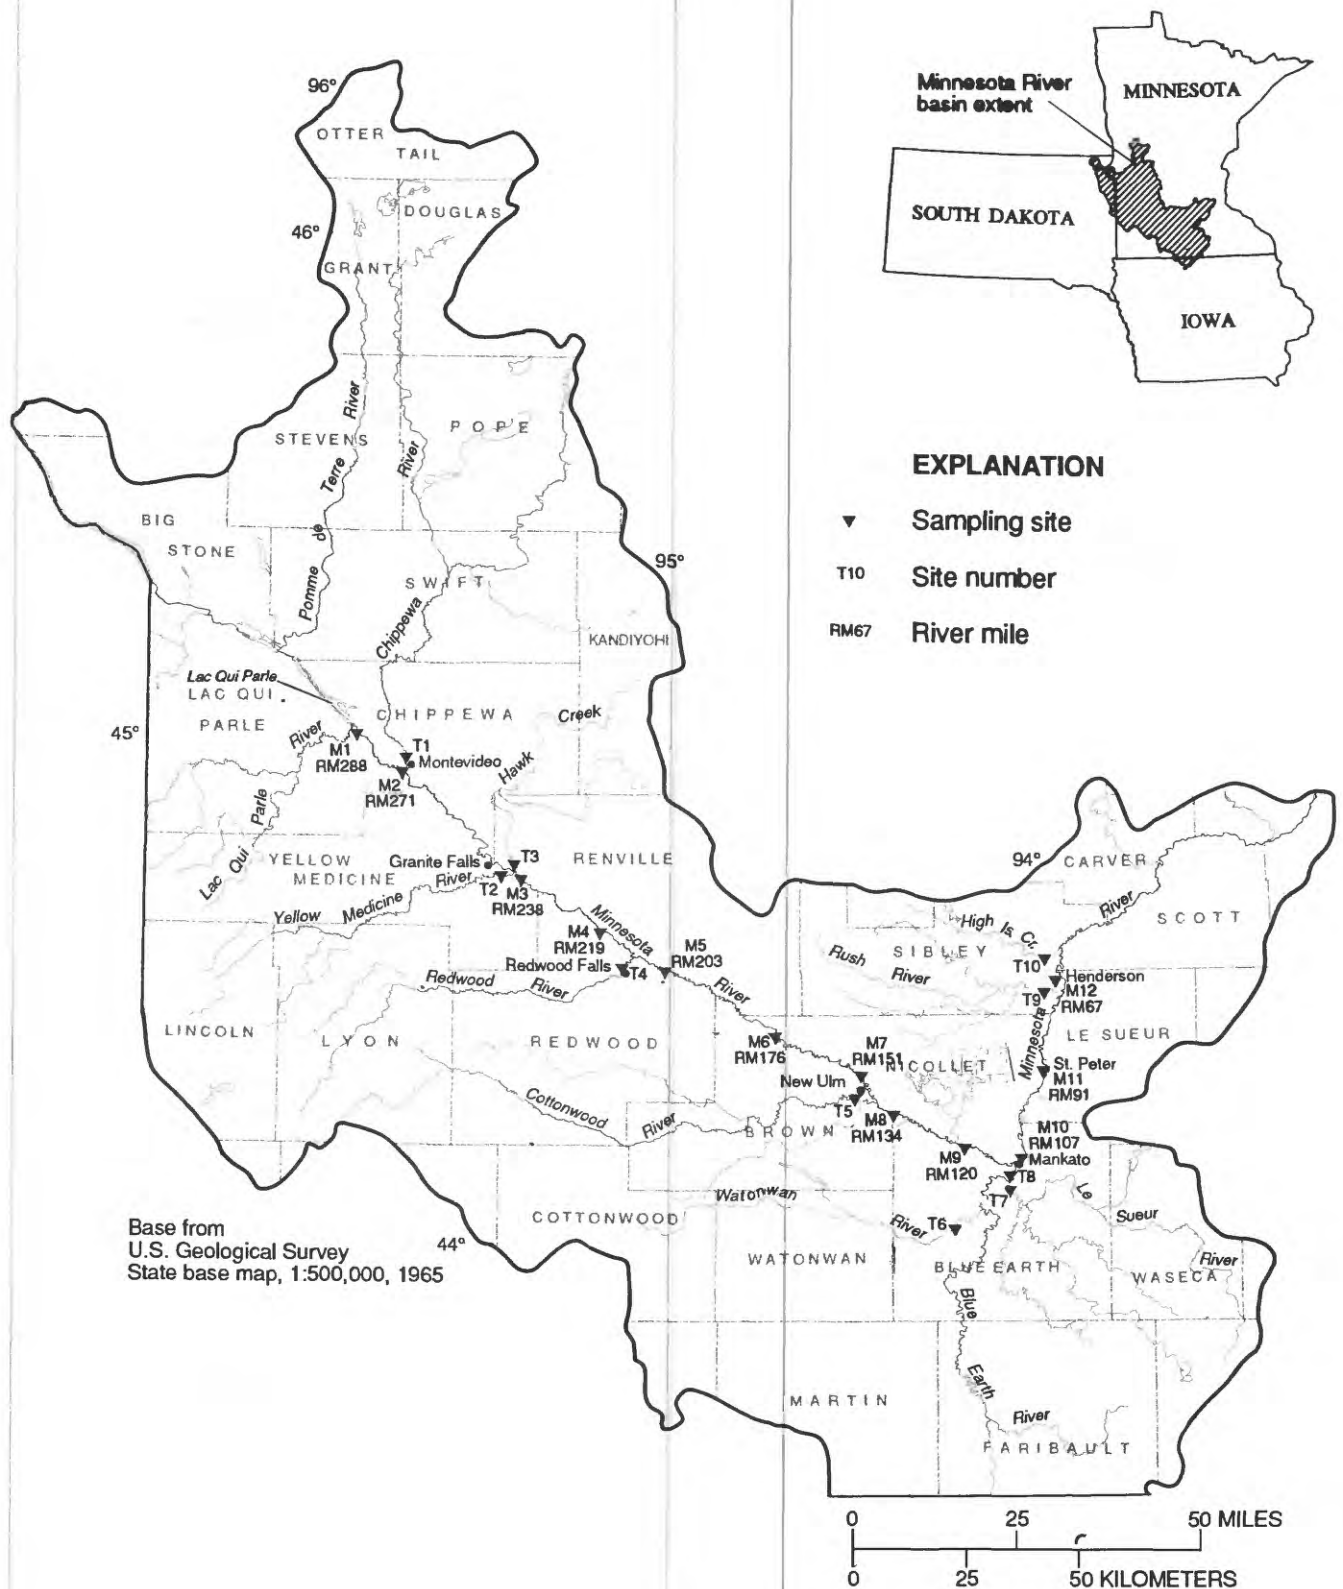 96°
OTTER
TAIL
DOUGLAS
46°
GRANT
Minnesota River
basin extent
MINNESOTA
SOUTH DAKOTA
IOWA
EXPLANATION
Sampling site
T10 Site number
RM67 River mile
STEVENS
POPE
Pomme de Terre River
Chippewa River
BIG
STONE
SWIFT
95°
KANDIYOHI
Lac Qui Parle
LAC QUI
PARLE
CHIPPEWA
Hawk Creek
45°
Lac Qui Parle River
M1
RM288
T1
Montevideo
M2
RM271
YELLOW
MEDICINE
Granite Falls
T3
RENVILLE
T2
M3
RM238
Yellow Medicine River
M4
RM219
Minnesota River
M5
RM203
Redwood Falls
T4
Redwood River
94°
CARVER
River
SCOTT
High Is. Cr.
SIBLEY
Rush River
T10
Henderson
M12
RM67
T9
Minnesota
LE SUEUR
LINCOLN
LYON
REDWOOD
M6
RM176
M7
RM151
NICOLLET
New Ulm
St. Peter
M11
RM91
Cottonwood River
T5
BROWN
M8
RM134
M9
RM120
M10
RM107
Mankato
T8
T7
Le Sueur River
Watonwan River
T6
COTTONWOOD
WATONWAN
BLUE EARTH
WASECA
Base from
U.S. Geological Survey
State base map, 1:500,000, 1965
44°
Blue Earth River
MARTIN
FARIBAULT
0 25 50 MILES
0 25 50 KILOMETERS